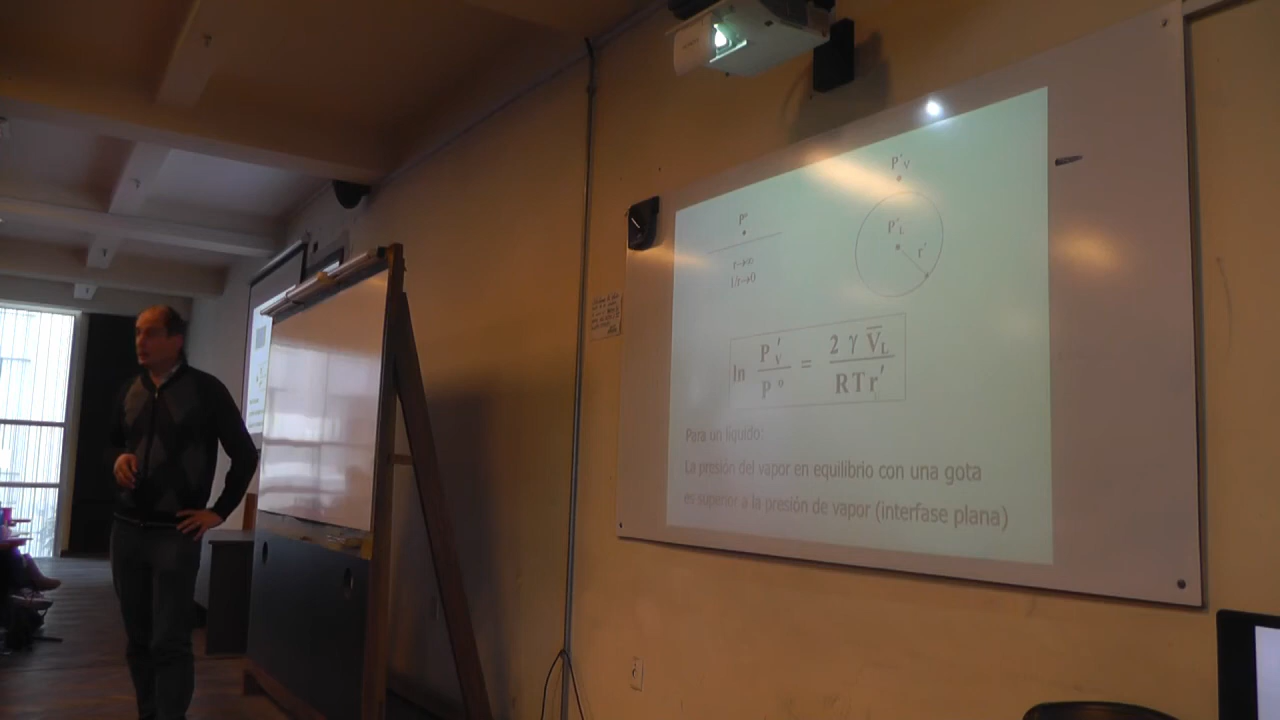 P'V
P°
P'L
r'
r→∞
1/r→0
ln P'V / P° = 2 γ V̅L / RTr'
Para un líquido:
La presión del vapor en equilibrio con una gota
es superior a la presión de vapor (interfase plana)